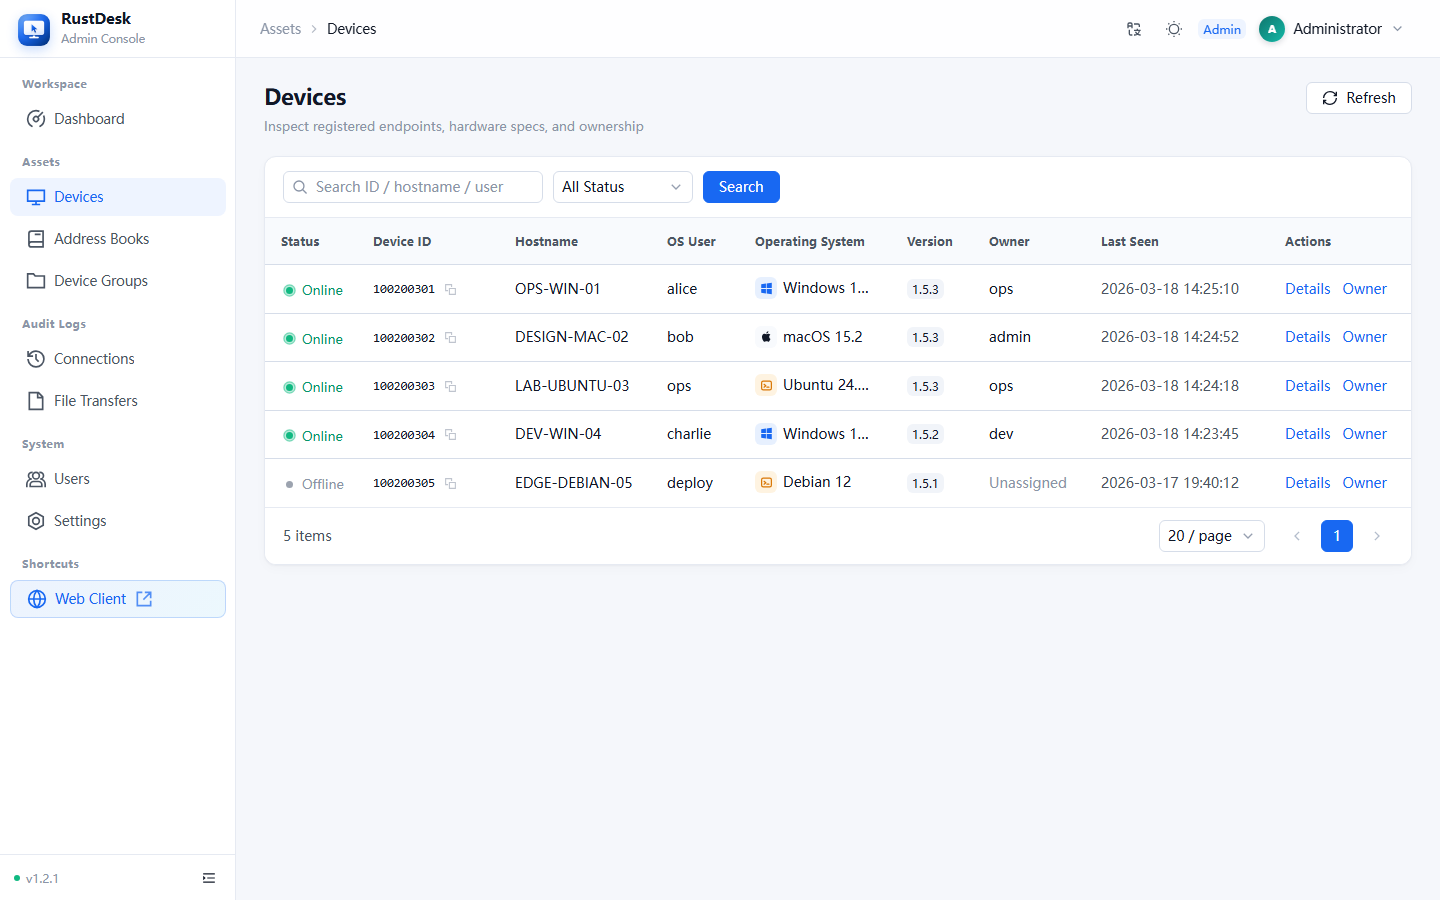 RustDesk
Admin Console
Workspace
Dashboard
Assets
Devices
Address Books
Device Groups
Audit Logs
Connections
File Transfers
System
Users
Settings
Shortcuts
Web Client
v1.2.1
Assets > Devices
Admin A Administrator
Devices
Inspect registered endpoints, hardware specs, and ownership
Refresh
Search ID / hostname / user All Status Search
Status Device ID Hostname OS User Operating System Version Owner Last Seen Actions
Online 100200301 OPS-WIN-01 alice Windows 1... 1.5.3 ops 2026-03-18 14:25:10 Details Owner
Online 100200302 DESIGN-MAC-02 bob macOS 15.2 1.5.3 admin 2026-03-18 14:24:52 Details Owner
Online 100200303 LAB-UBUNTU-03 ops Ubuntu 24.... 1.5.3 ops 2026-03-18 14:24:18 Details Owner
Online 100200304 DEV-WIN-04 charlie Windows 1... 1.5.2 dev 2026-03-18 14:23:45 Details Owner
Offline 100200305 EDGE-DEBIAN-05 deploy Debian 12 1.5.1 Unassigned 2026-03-17 19:40:12 Details Owner
5 items 20 / page < 1 >